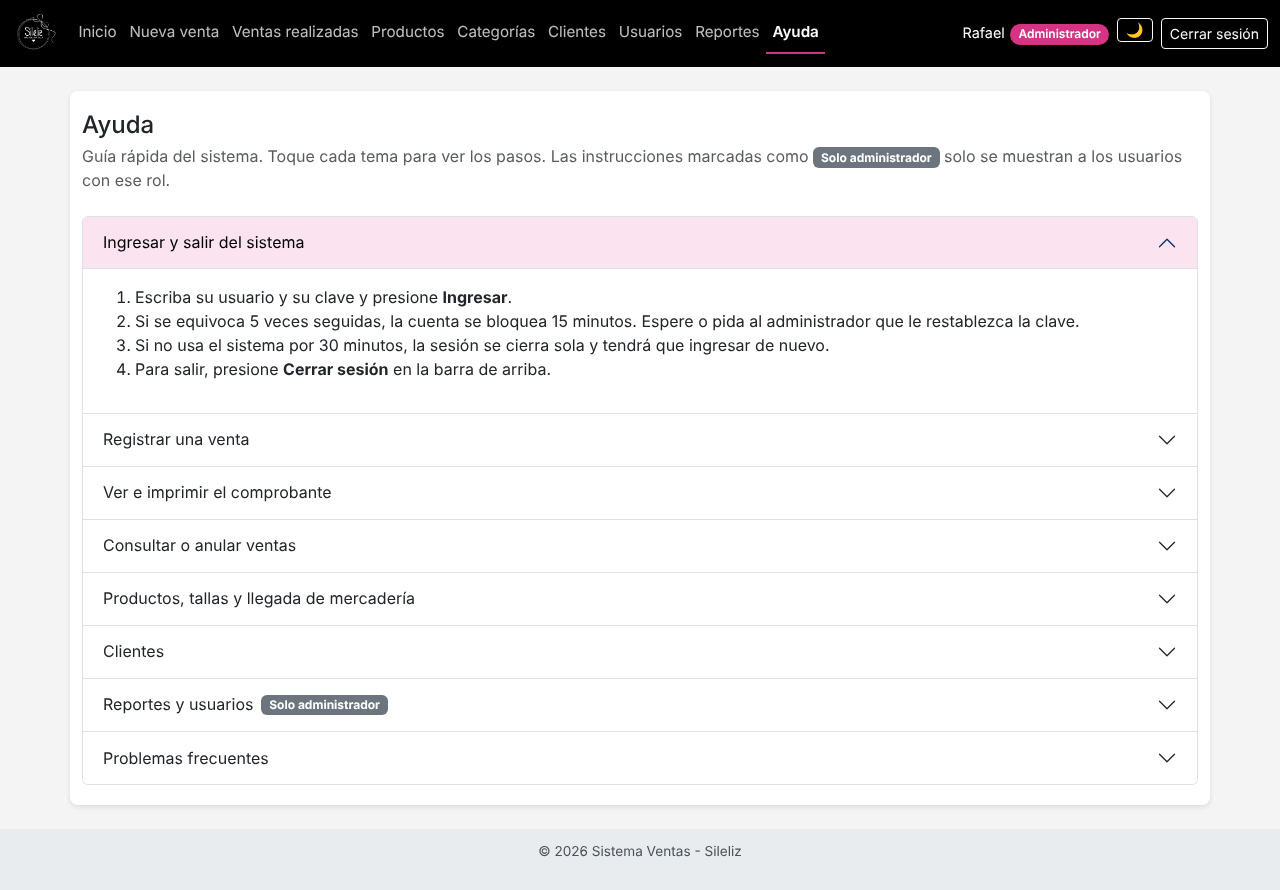 Sileliz
Inicio Nueva venta Ventas realizadas Productos Categorías Clientes Usuarios Reportes Ayuda Rafael Administrador Cerrar sesión
Ayuda
Guía rápida del sistema. Toque cada tema para ver los pasos. Las instrucciones marcadas como Solo administrador solo se muestran a los usuarios
con ese rol.
Ingresar y salir del sistema
1. Escriba su usuario y su clave y presione Ingresar.
2. Si se equivoca 5 veces seguidas, la cuenta se bloquea 15 minutos. Espere o pida al administrador que le restablezca la clave.
3. Si no usa el sistema por 30 minutos, la sesión se cierra sola y tendrá que ingresar de nuevo.
4. Para salir, presione Cerrar sesión en la barra de arriba.
Registrar una venta
Ver e imprimir el comprobante
Consultar o anular ventas
Productos, tallas y llegada de mercadería
Clientes
Reportes y usuarios Solo administrador
Problemas frecuentes
© 2026 Sistema Ventas - Sileliz